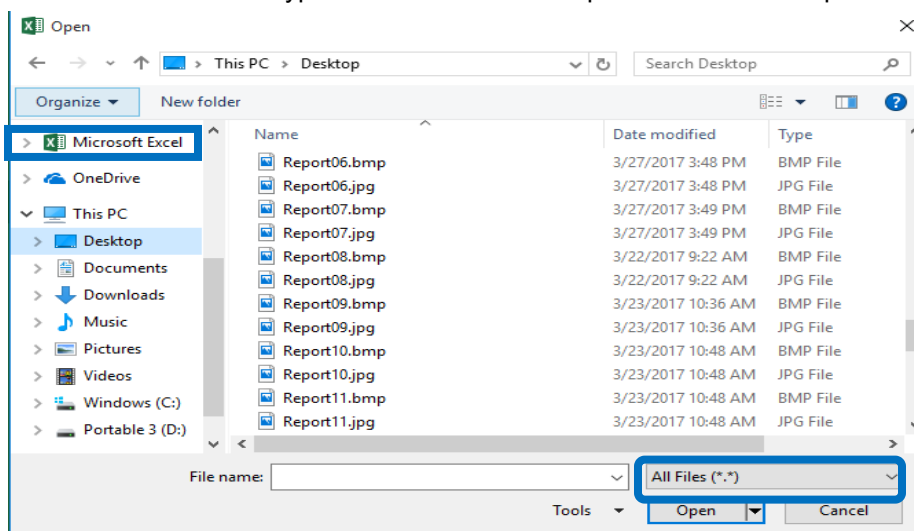 Open
This PC > Desktop
Search Desktop
Organize
New folder
Name
Date modified
Type
Microsoft Excel
OneDrive
This PC
Desktop
Documents
Downloads
Music
Pictures
Videos
Windows (C:)
Portable 3 (D:)
Report06.bmp 3/27/2017 3:48 PM BMP File
Report06.jpg 3/27/2017 3:48 PM JPG File
Report07.bmp 3/27/2017 3:49 PM BMP File
Report07.jpg 3/27/2017 3:49 PM JPG File
Report08.bmp 3/22/2017 9:22 AM BMP File
Report08.jpg 3/22/2017 9:22 AM JPG File
Report09.bmp 3/23/2017 10:36 AM BMP File
Report09.jpg 3/23/2017 10:36 AM JPG File
Report10.bmp 3/23/2017 10:48 AM BMP File
Report10.jpg 3/23/2017 10:48 AM JPG File
Report11.bmp 3/23/2017 10:48 AM BMP File
Report11.jpg 3/23/2017 10:48 AM JPG File
File name:
All Files (*.*)
Tools
Open
Cancel